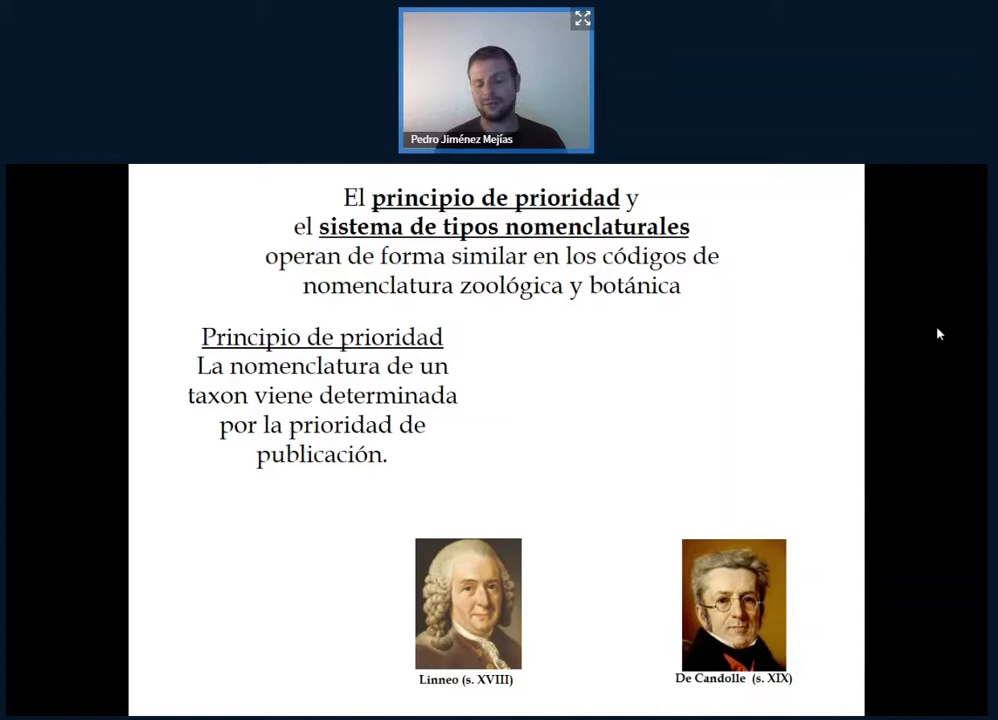 Pedro Jiménez Mejías
El principio de prioridad y
el sistema de tipos nomenclaturales
operan de forma similar en los códigos de
nomenclatura zoológica y botánica
Principio de prioridad
La nomenclatura de un
taxon viene determinada
por la prioridad de
publicación.
Linneo (s. XVIII)
De Candolle (s. XIX)